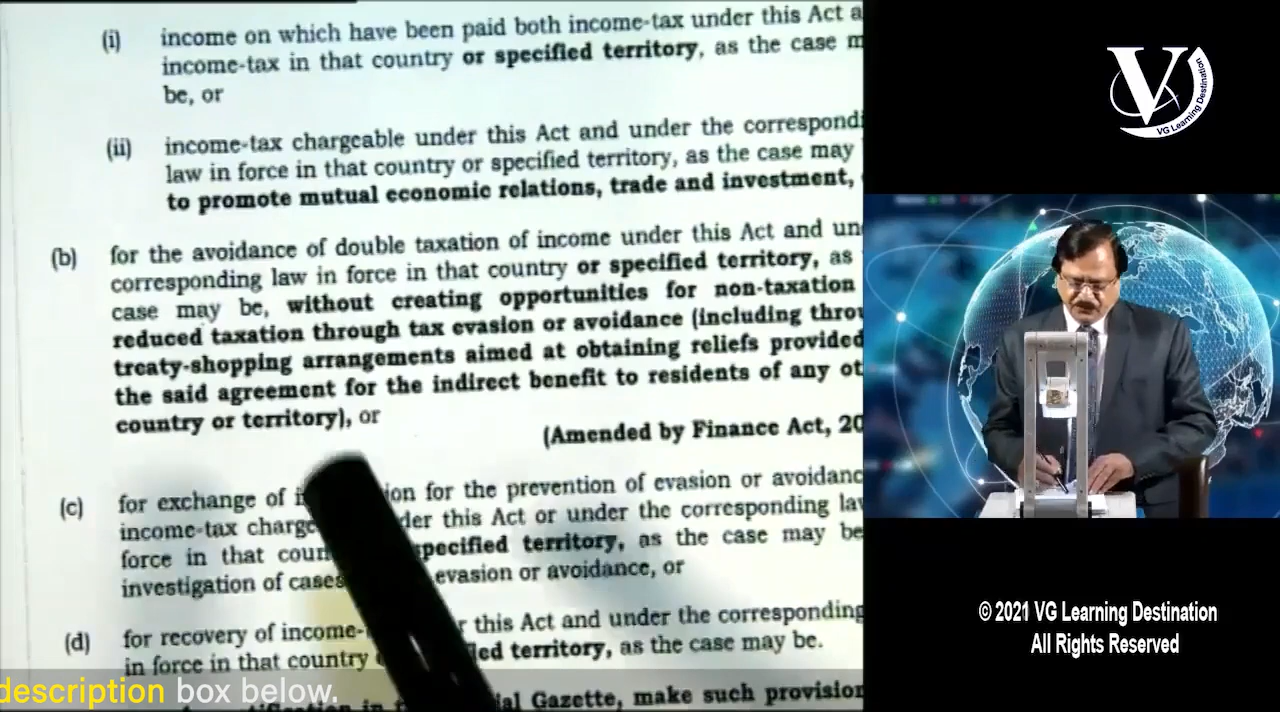 (i) income on which have been paid both income-tax under this Act a
income-tax in that country or specified territory, as the case m
be, or
(ii) income-tax chargeable under this Act and under the correspondi
law in force in that country or specified territory, as the case may
to promote mutual economic relations, trade and investment,
(b) for the avoidance of double taxation of income under this Act and un
corresponding law in force in that country or specified territory, as
case may be, without creating opportunities for non-taxation
reduced taxation through tax evasion or avoidance (including throu
treaty-shopping arrangements aimed at obtaining reliefs provided
the said agreement for the indirect benefit to residents of any ot
country or territory), or
(Amended by Finance Act, 20
(c) for exchange of i ion for the prevention of evasion or avoidanc
income-tax charge der this Act or under the corresponding la
force in that coun specified territory, as the case may be
investigation of cases evasion or avoidance, or
(d) for recovery of income- r this Act and under the corresponding
in force in that country led territory, as the case may be.
ial Gazette, make such provision
description box below.
V
VG Learning Destination
© 2021 VG Learning Destination
All Rights Reserved